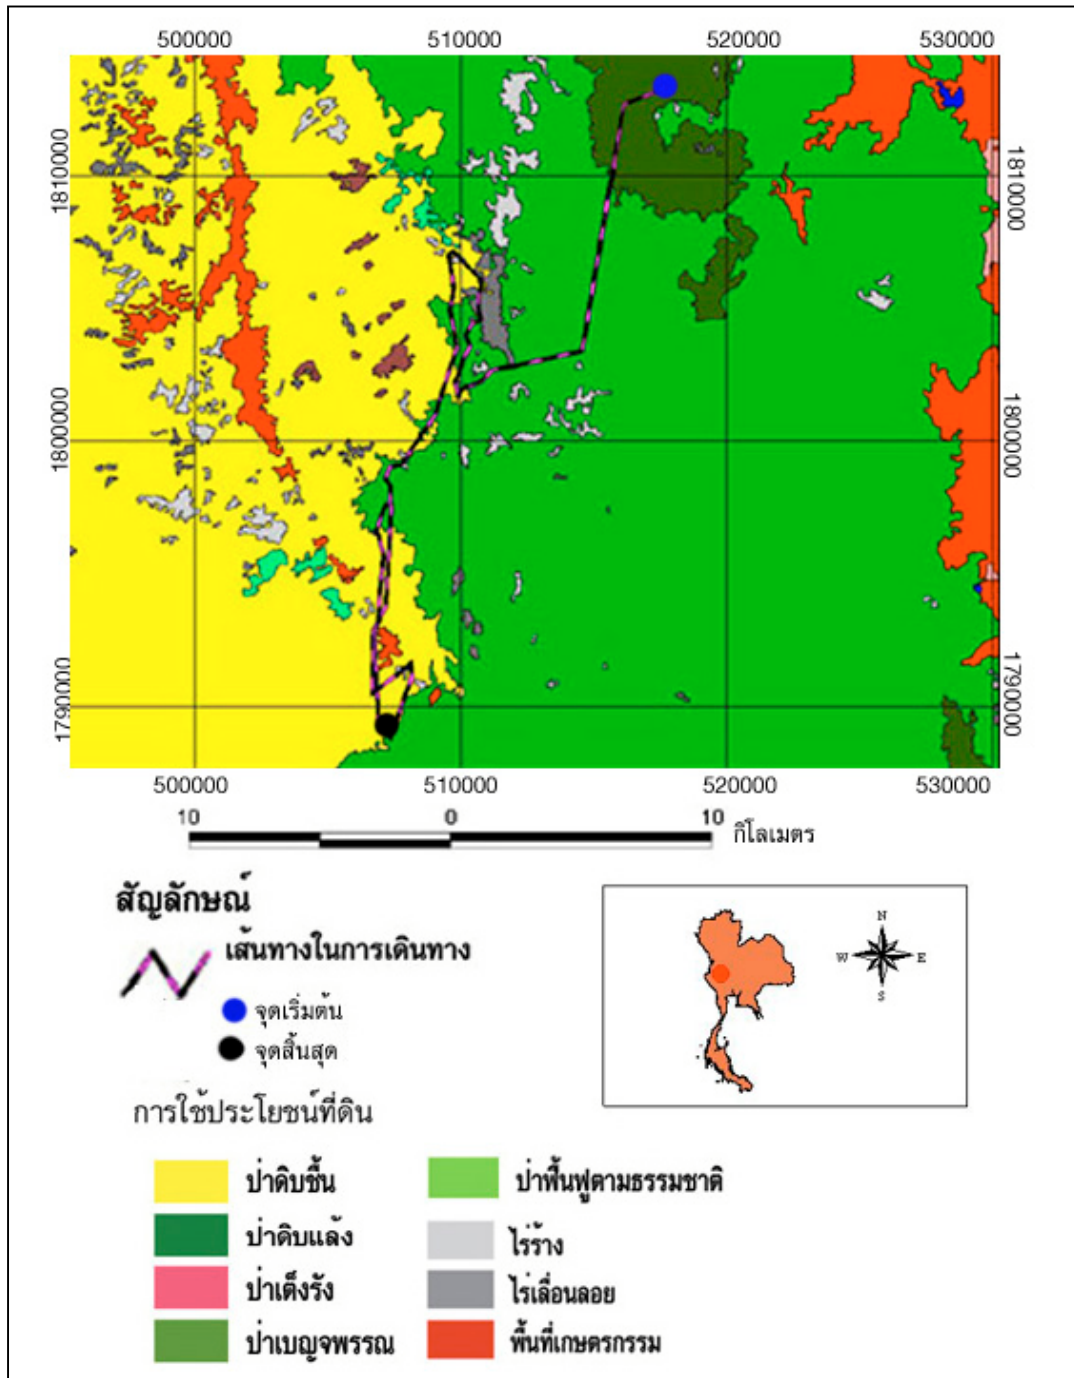 500000 510000 520000 530000
1810000 1810000
1800000 1800000
1790000 1790000
500000 510000 520000 530000
10 0 10
กิโลเมตร
สัญลักษณ์
เส้นทางในการเดินทาง
จุดเริ่มต้น
จุดสิ้นสุด
N
W E
S
การใช้ประโยชน์ที่ดิน
ป่าดิบชื้น ป่าฟื้นฟูตามธรรมชาติ
ป่าดิบแล้ง ไร่ร้าง
ป่าเต็งรัง ไร่เลื่อนลอย
ป่าเบญจพรรณ พื้นที่เกษตรกรรม